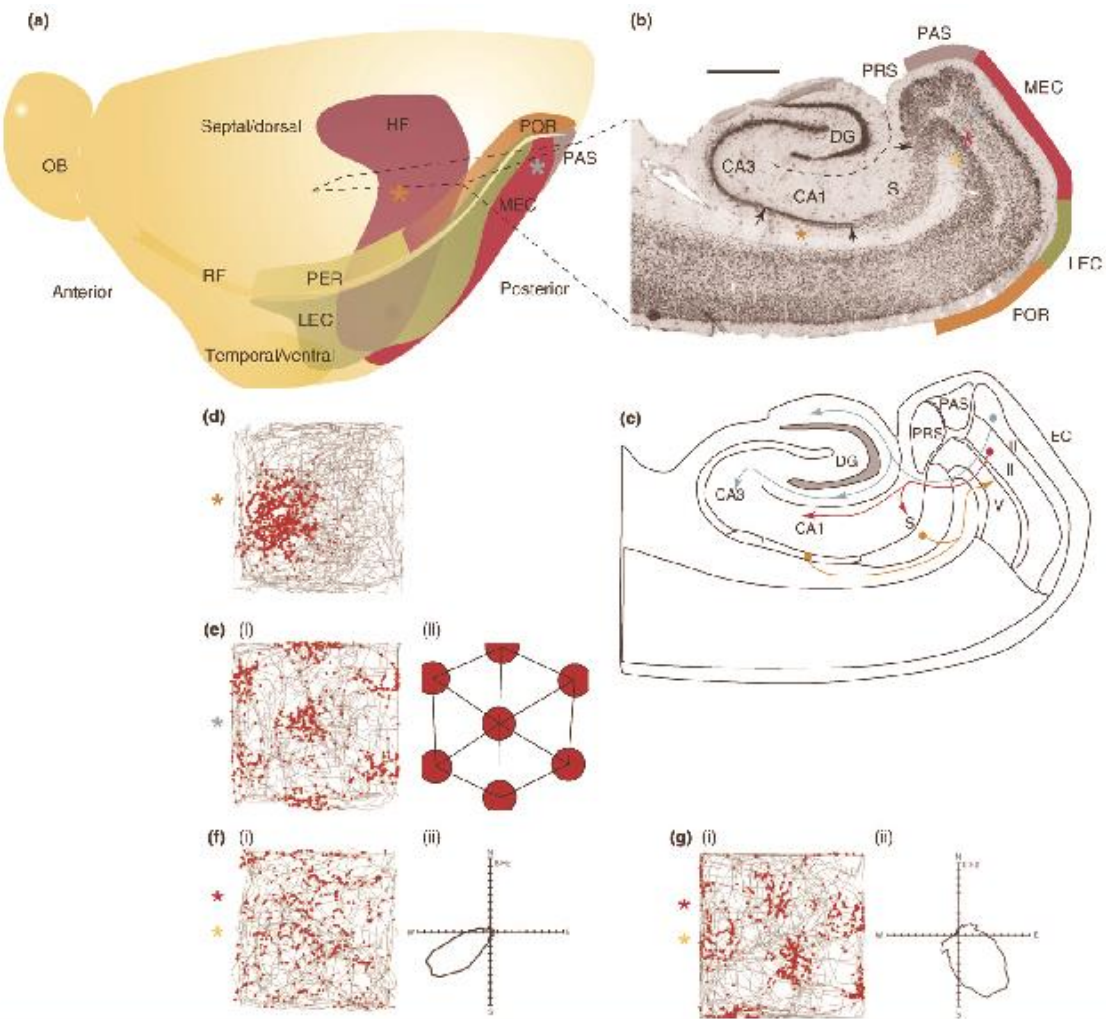 (a)
Septal/dorsal
HF
POR
PAS
OB
MEC
RF
PER
Anterior
Posterior
LEC
Temporal/ventral
(b)
PAS
PRS
MEC
DG
CA3
CA1
S
LEC
POR
(c)
PAS
PRS
EC
DG
III
II
CA3
V
CA1
S
(d)
(e) (i) (ii)
(f) (i) (ii)
N
W
S
(g) (i) (ii)
N
W E
S